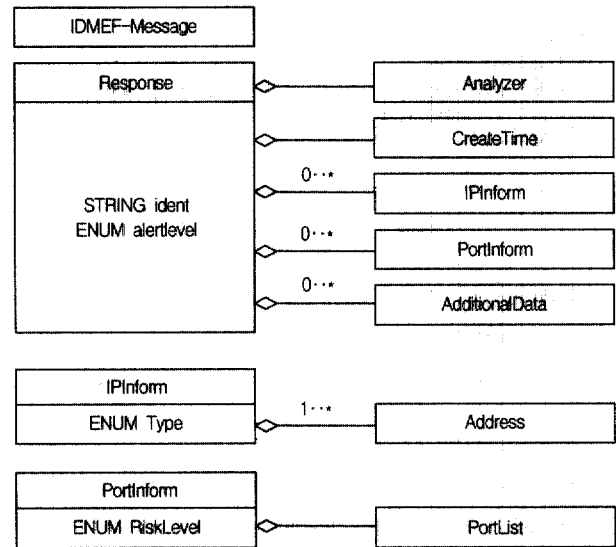 IDMEF-Message
Response
Analyzer
CreateTime
0··*
IPInform
STRING ident
ENUM alertlevel
0··*
PortInform
0··*
AdditionalData
IPInform
ENUM Type
1··*
Address
PortInform
ENUM RiskLevel
PortList